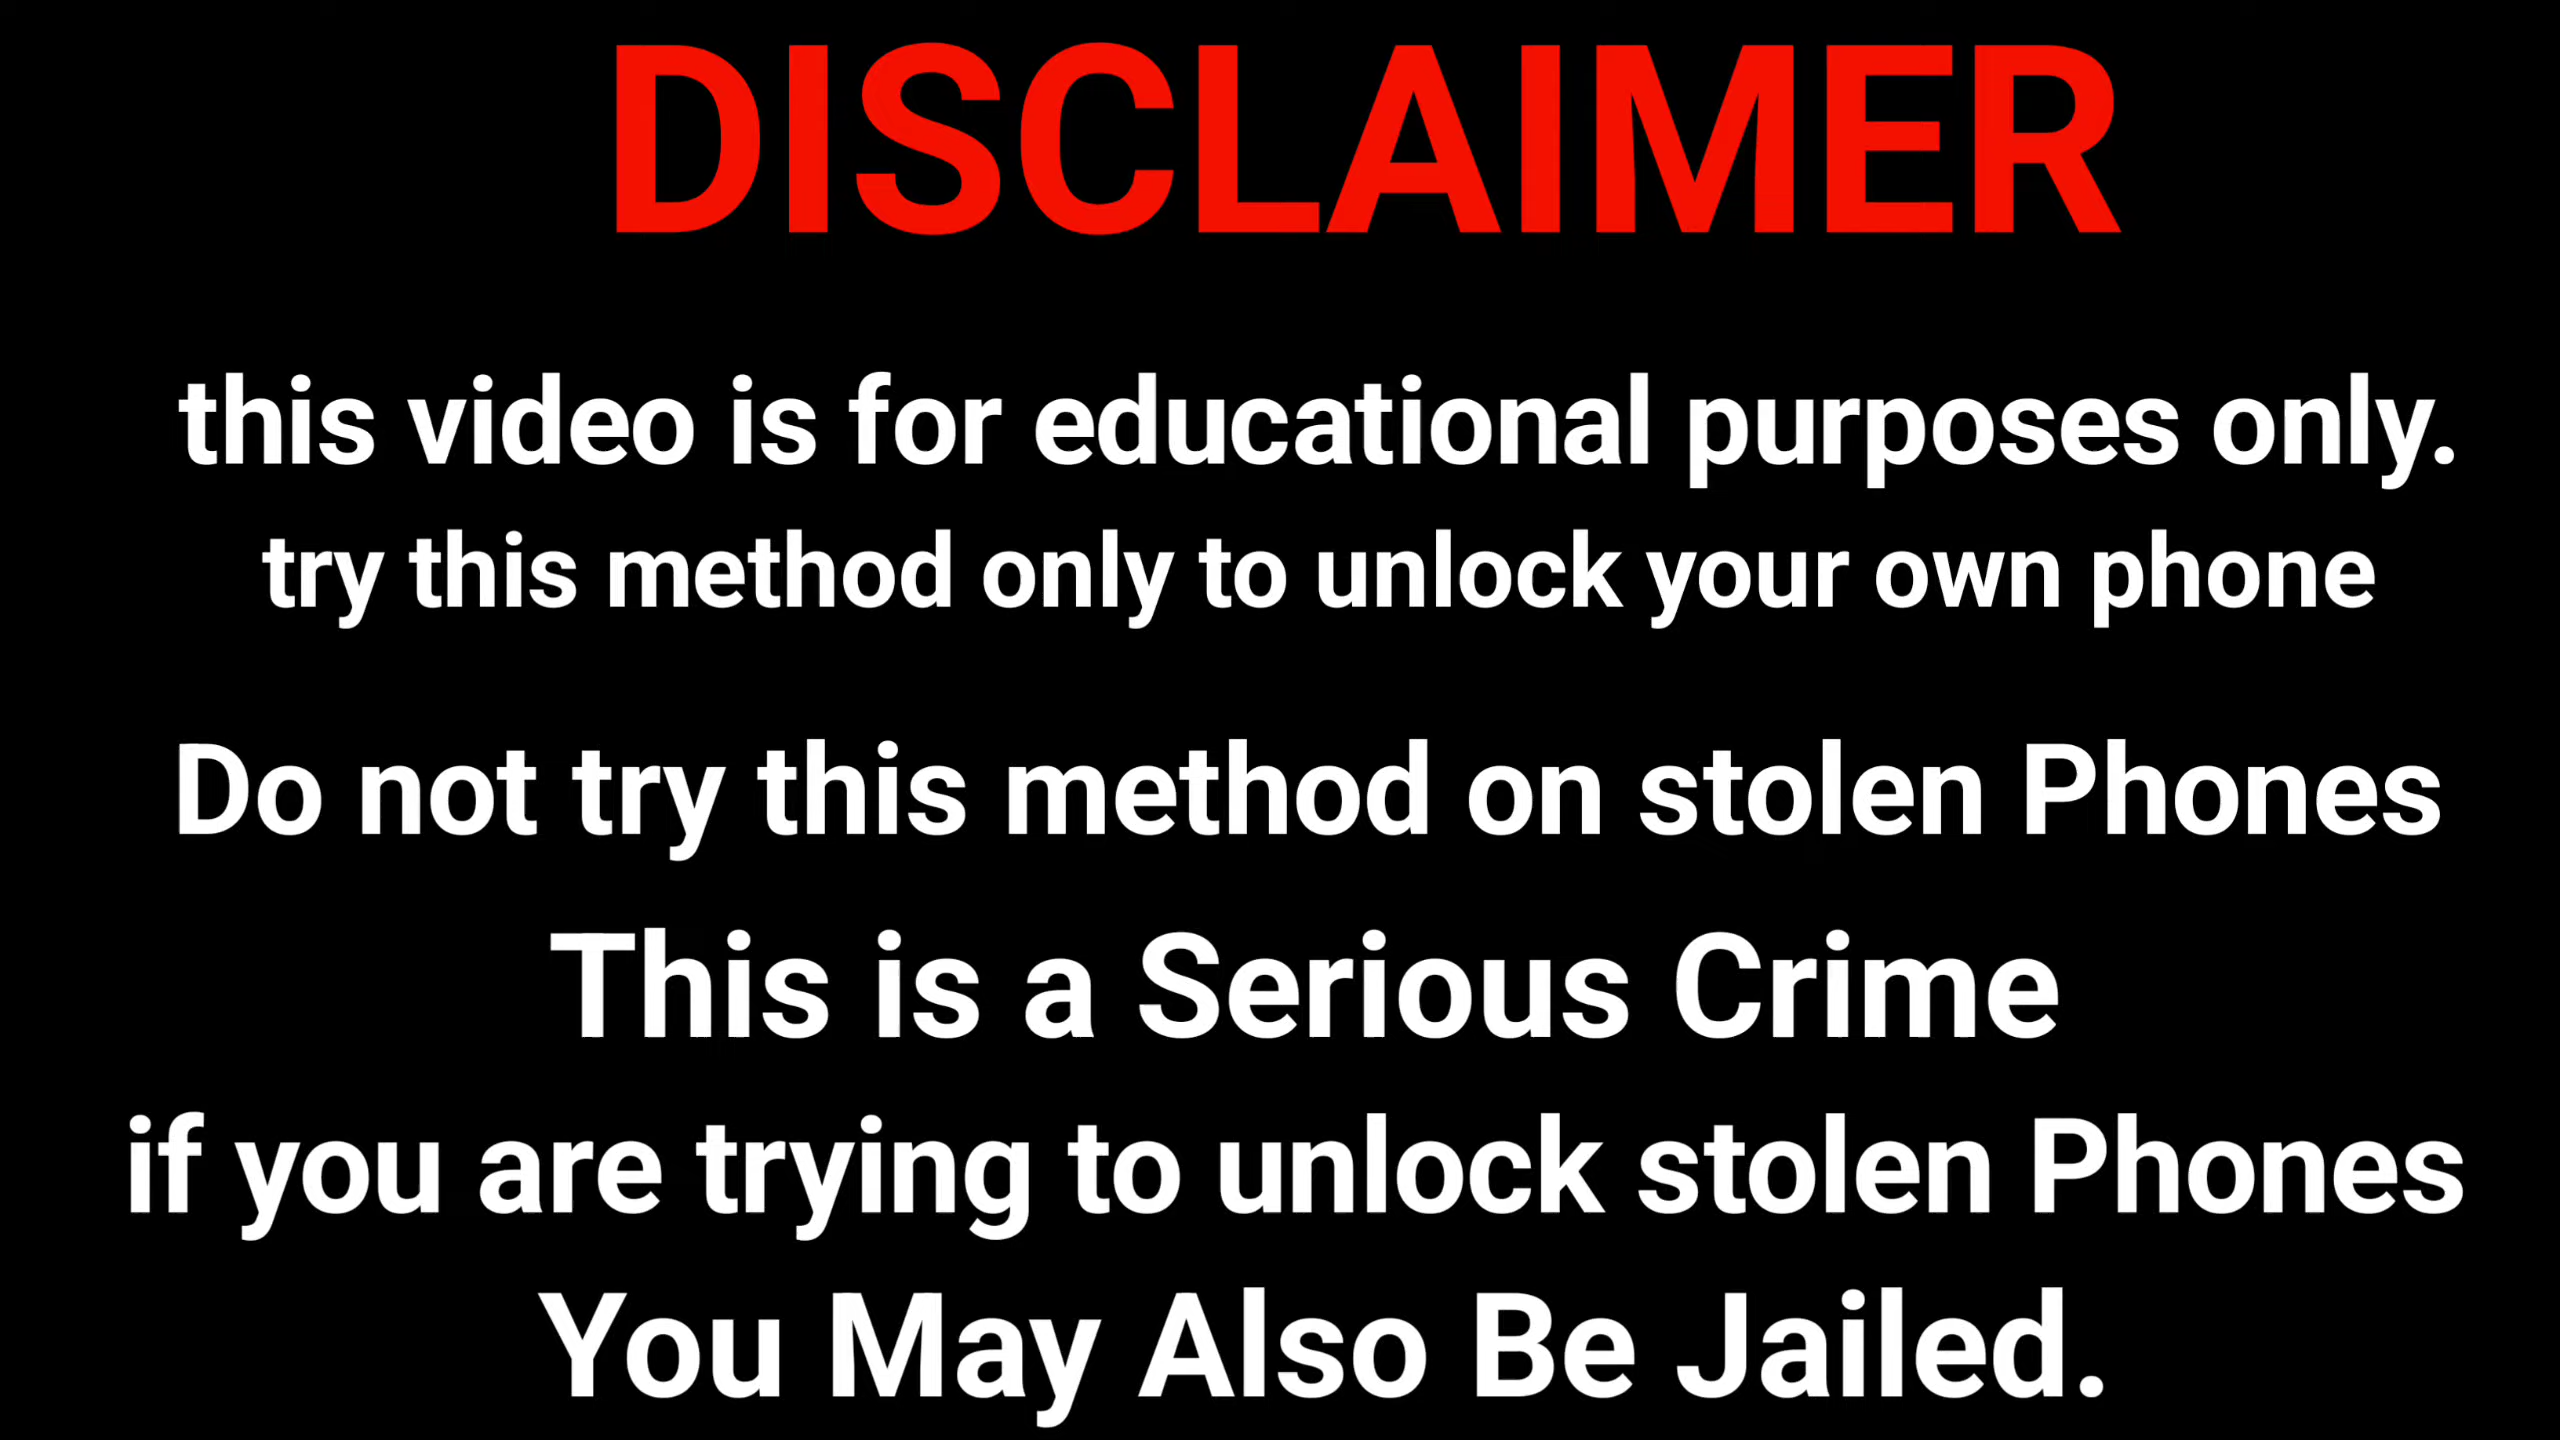 DISCLAIMER
this video is for educational purposes only.
try this method only to unlock your own phone
Do not try this method on stolen Phones
This is a Serious Crime
if you are trying to unlock stolen Phones
You May Also Be Jailed.